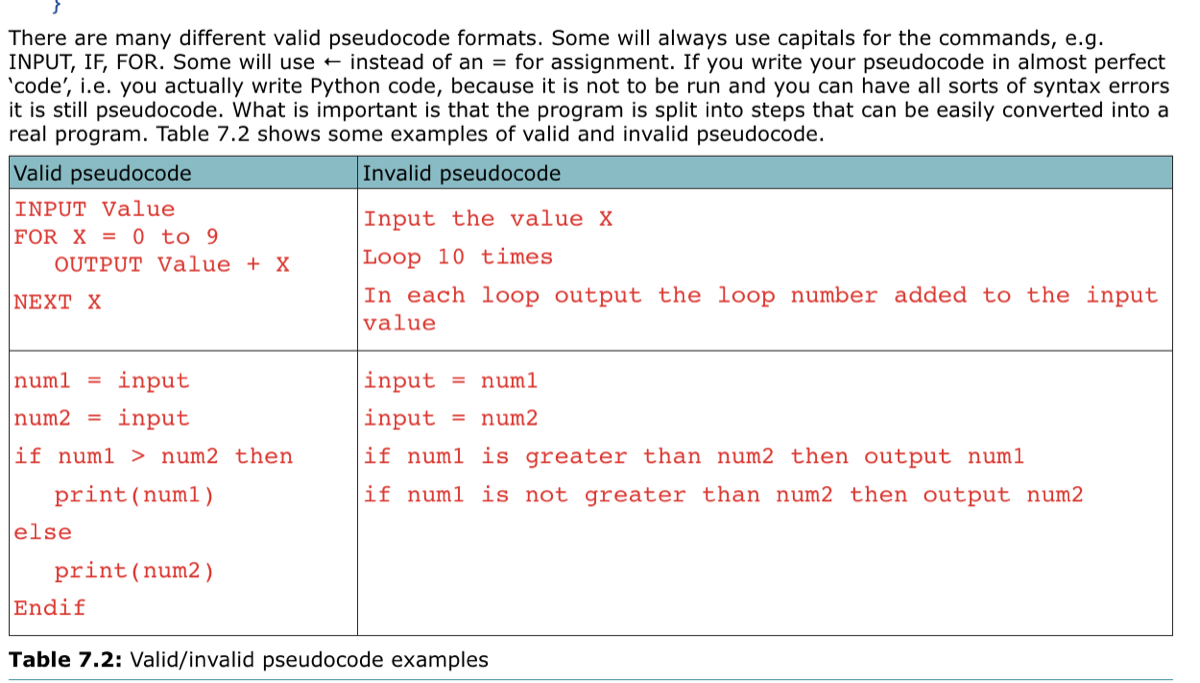 }
There are many different valid pseudocode formats. Some will always use capitals for the commands, e.g.
INPUT, IF, FOR. Some will use ← instead of an = for assignment. If you write your pseudocode in almost perfect
‘code’, i.e. you actually write Python code, because it is not to be run and you can have all sorts of syntax errors
it is still pseudocode. What is important is that the program is split into steps that can be easily converted into a
real program. Table 7.2 shows some examples of valid and invalid pseudocode.
Valid pseudocode
Invalid pseudocode
INPUT Value
FOR X = 0 to 9
OUTPUT Value + X
NEXT X
Input the value X
Loop 10 times
In each loop output the loop number added to the input
value
num1 = input
num2 = input
if num1 > num2 then
print(num1)
else
print(num2)
Endif
input = num1
input = num2
if num1 is greater than num2 then output num1
if num1 is not greater than num2 then output num2
Table 7.2: Valid/invalid pseudocode examples